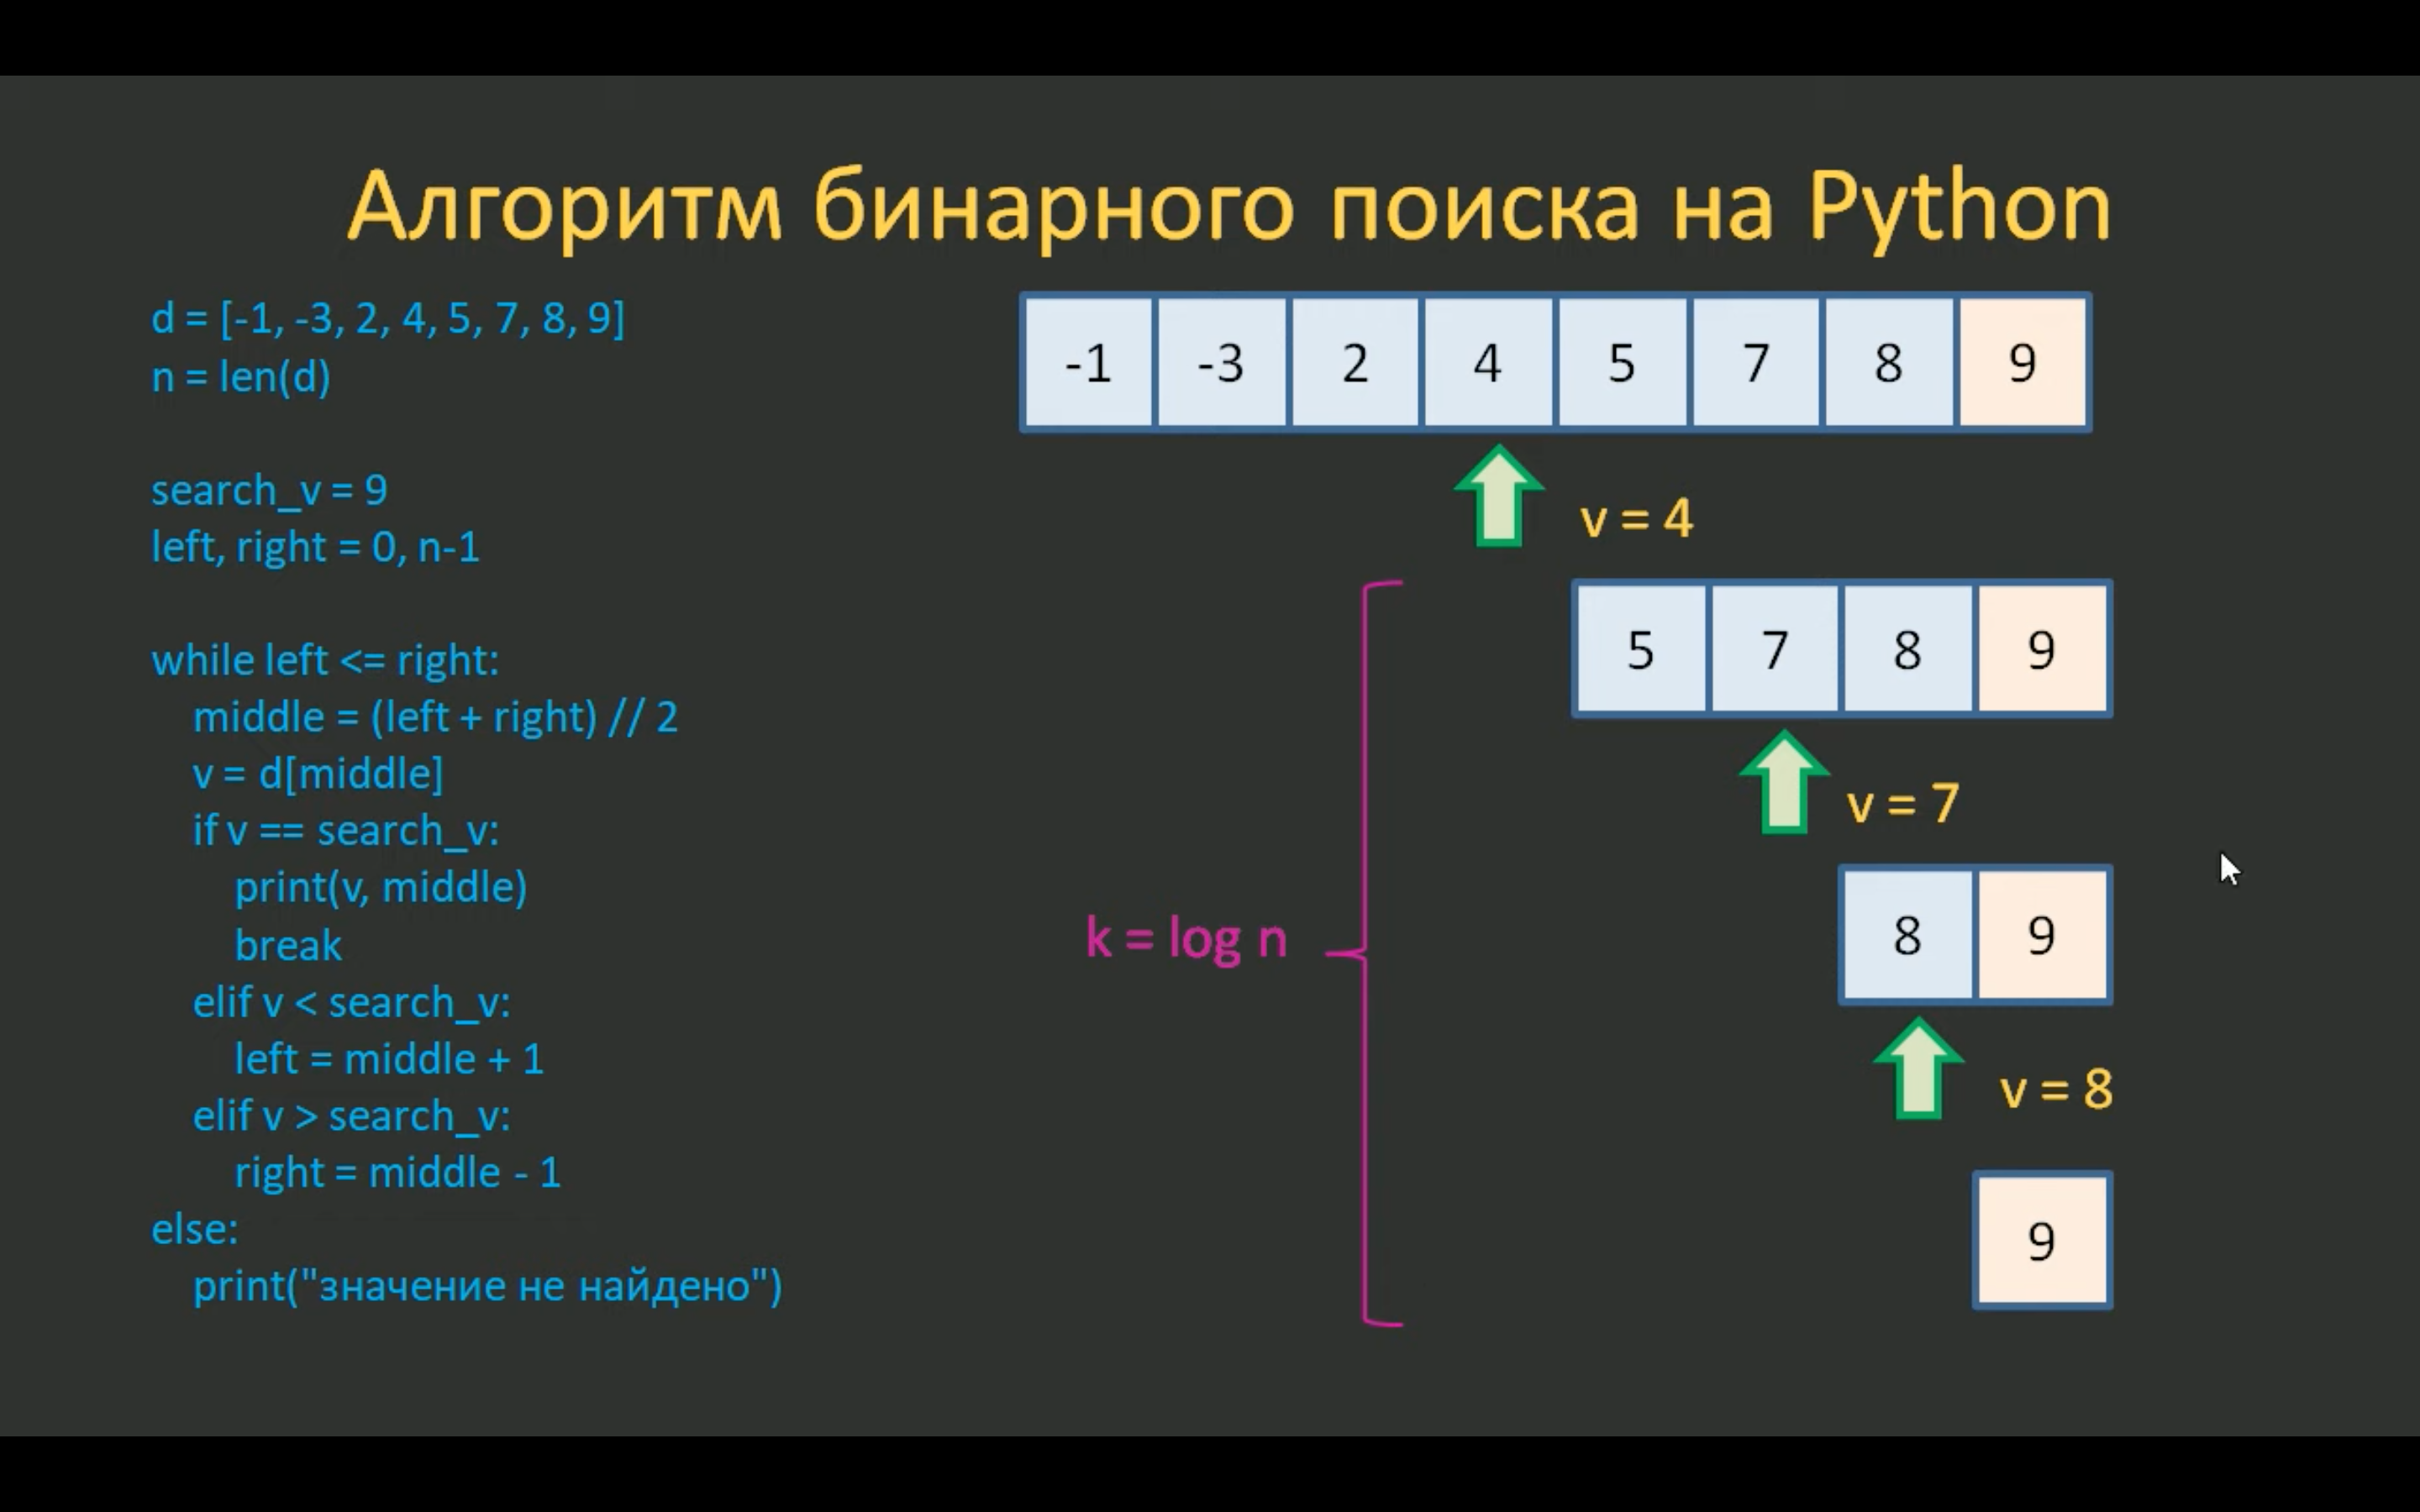 Алгоритм бинарного поиска на Python
d = [-1, -3, 2, 4, 5, 7, 8, 9]
n = len(d)
search_v = 9
left, right = 0, n-1
while left <= right:
middle = (left + right) // 2
v = d[middle]
if v == search_v:
print(v, middle)
break
elif v < search_v:
left = middle + 1
elif v > search_v:
right = middle - 1
else:
print("значение не найдено")
-1 -3 2 4 5 7 8 9
v = 4
5 7 8 9
v = 7
k = log n
8 9
v = 8
9